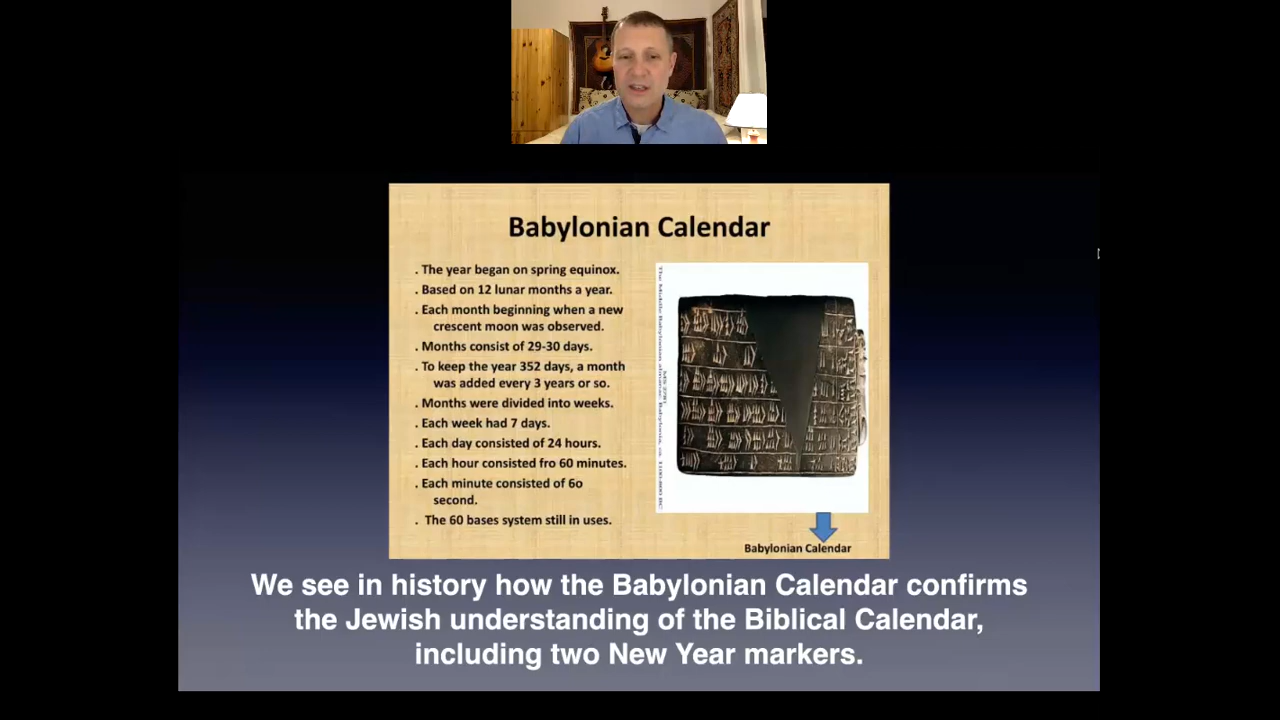 Babylonian Calendar
. The year began on spring equinox.
. Based on 12 lunar months a year.
. Each month beginning when a new
crescent moon was observed.
. Months consist of 29-30 days.
. To keep the year 352 days, a month
was added every 3 years or so.
. Months were divided into weeks.
. Each week had 7 days.
. Each day consisted of 24 hours.
. Each hour consisted fro 60 minutes.
. Each minute consisted of 6o
second.
. The 60 bases system still in uses.
Babylonian Calendar
We see in history how the Babylonian Calendar confirms
the Jewish understanding of the Biblical Calendar,
including two New Year markers.